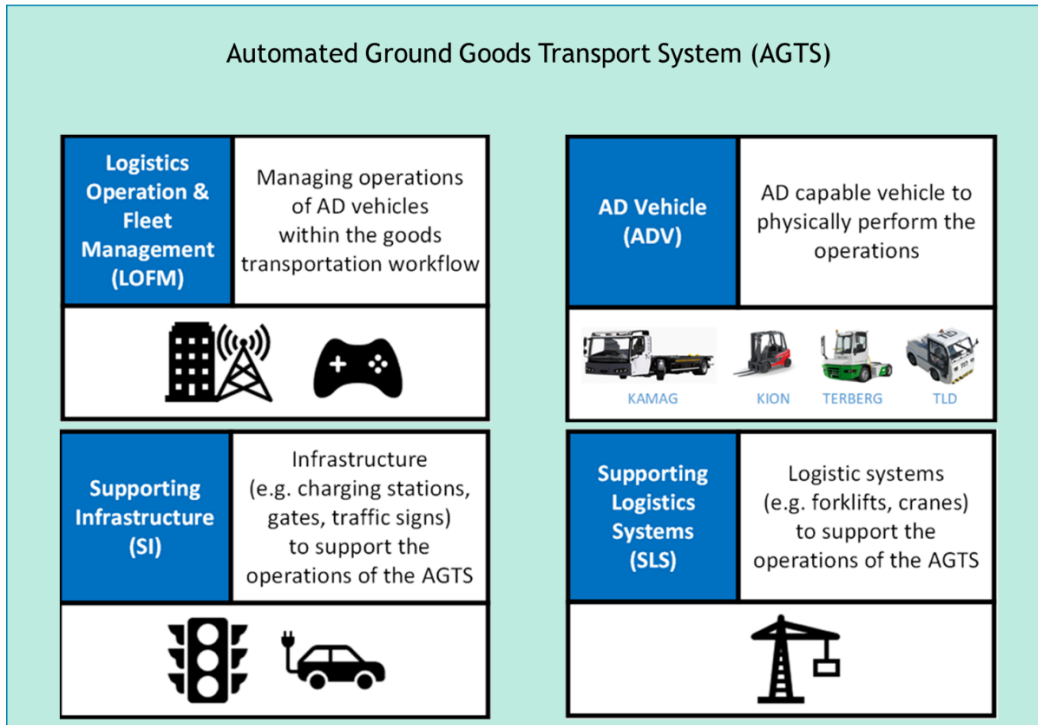 Automated Ground Goods Transport System (AGTS)
Logistics
Operation &
Fleet
Management
(LOFM)
Managing operations
of AD vehicles
within the goods
transportation workflow
AD Vehicle
(ADV)
AD capable vehicle to
physically perform the
operations
KAMAG
KION
TERBERG
TLD
Supporting
Infrastructure
(SI)
Infrastructure
(e.g. charging stations,
gates, traffic signs)
to support the
operations of the AGTS
Supporting
Logistics
Systems
(SLS)
Logistic systems
(e.g. forklifts, cranes)
to support the
operations of the AGTS